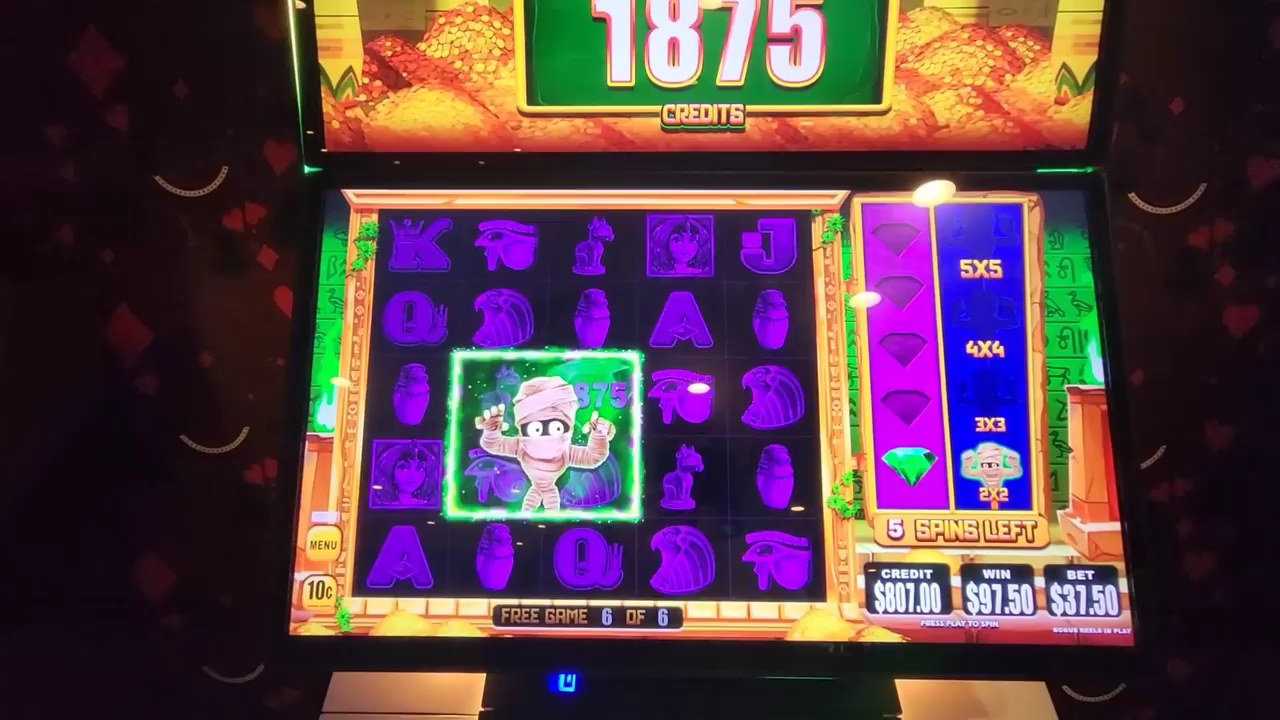 1875
CREDITS
K
J
Q
A
875
A
Q
5X5
4X4
3X3
2X2
5 SPINS LEFT
MENU
10¢
CREDIT
$807.00
WIN
$97.50
BET
$37.50
PRESS PLAY TO SPIN
BONUS REELS IN PLAY
FREE GAME 6 OF 6